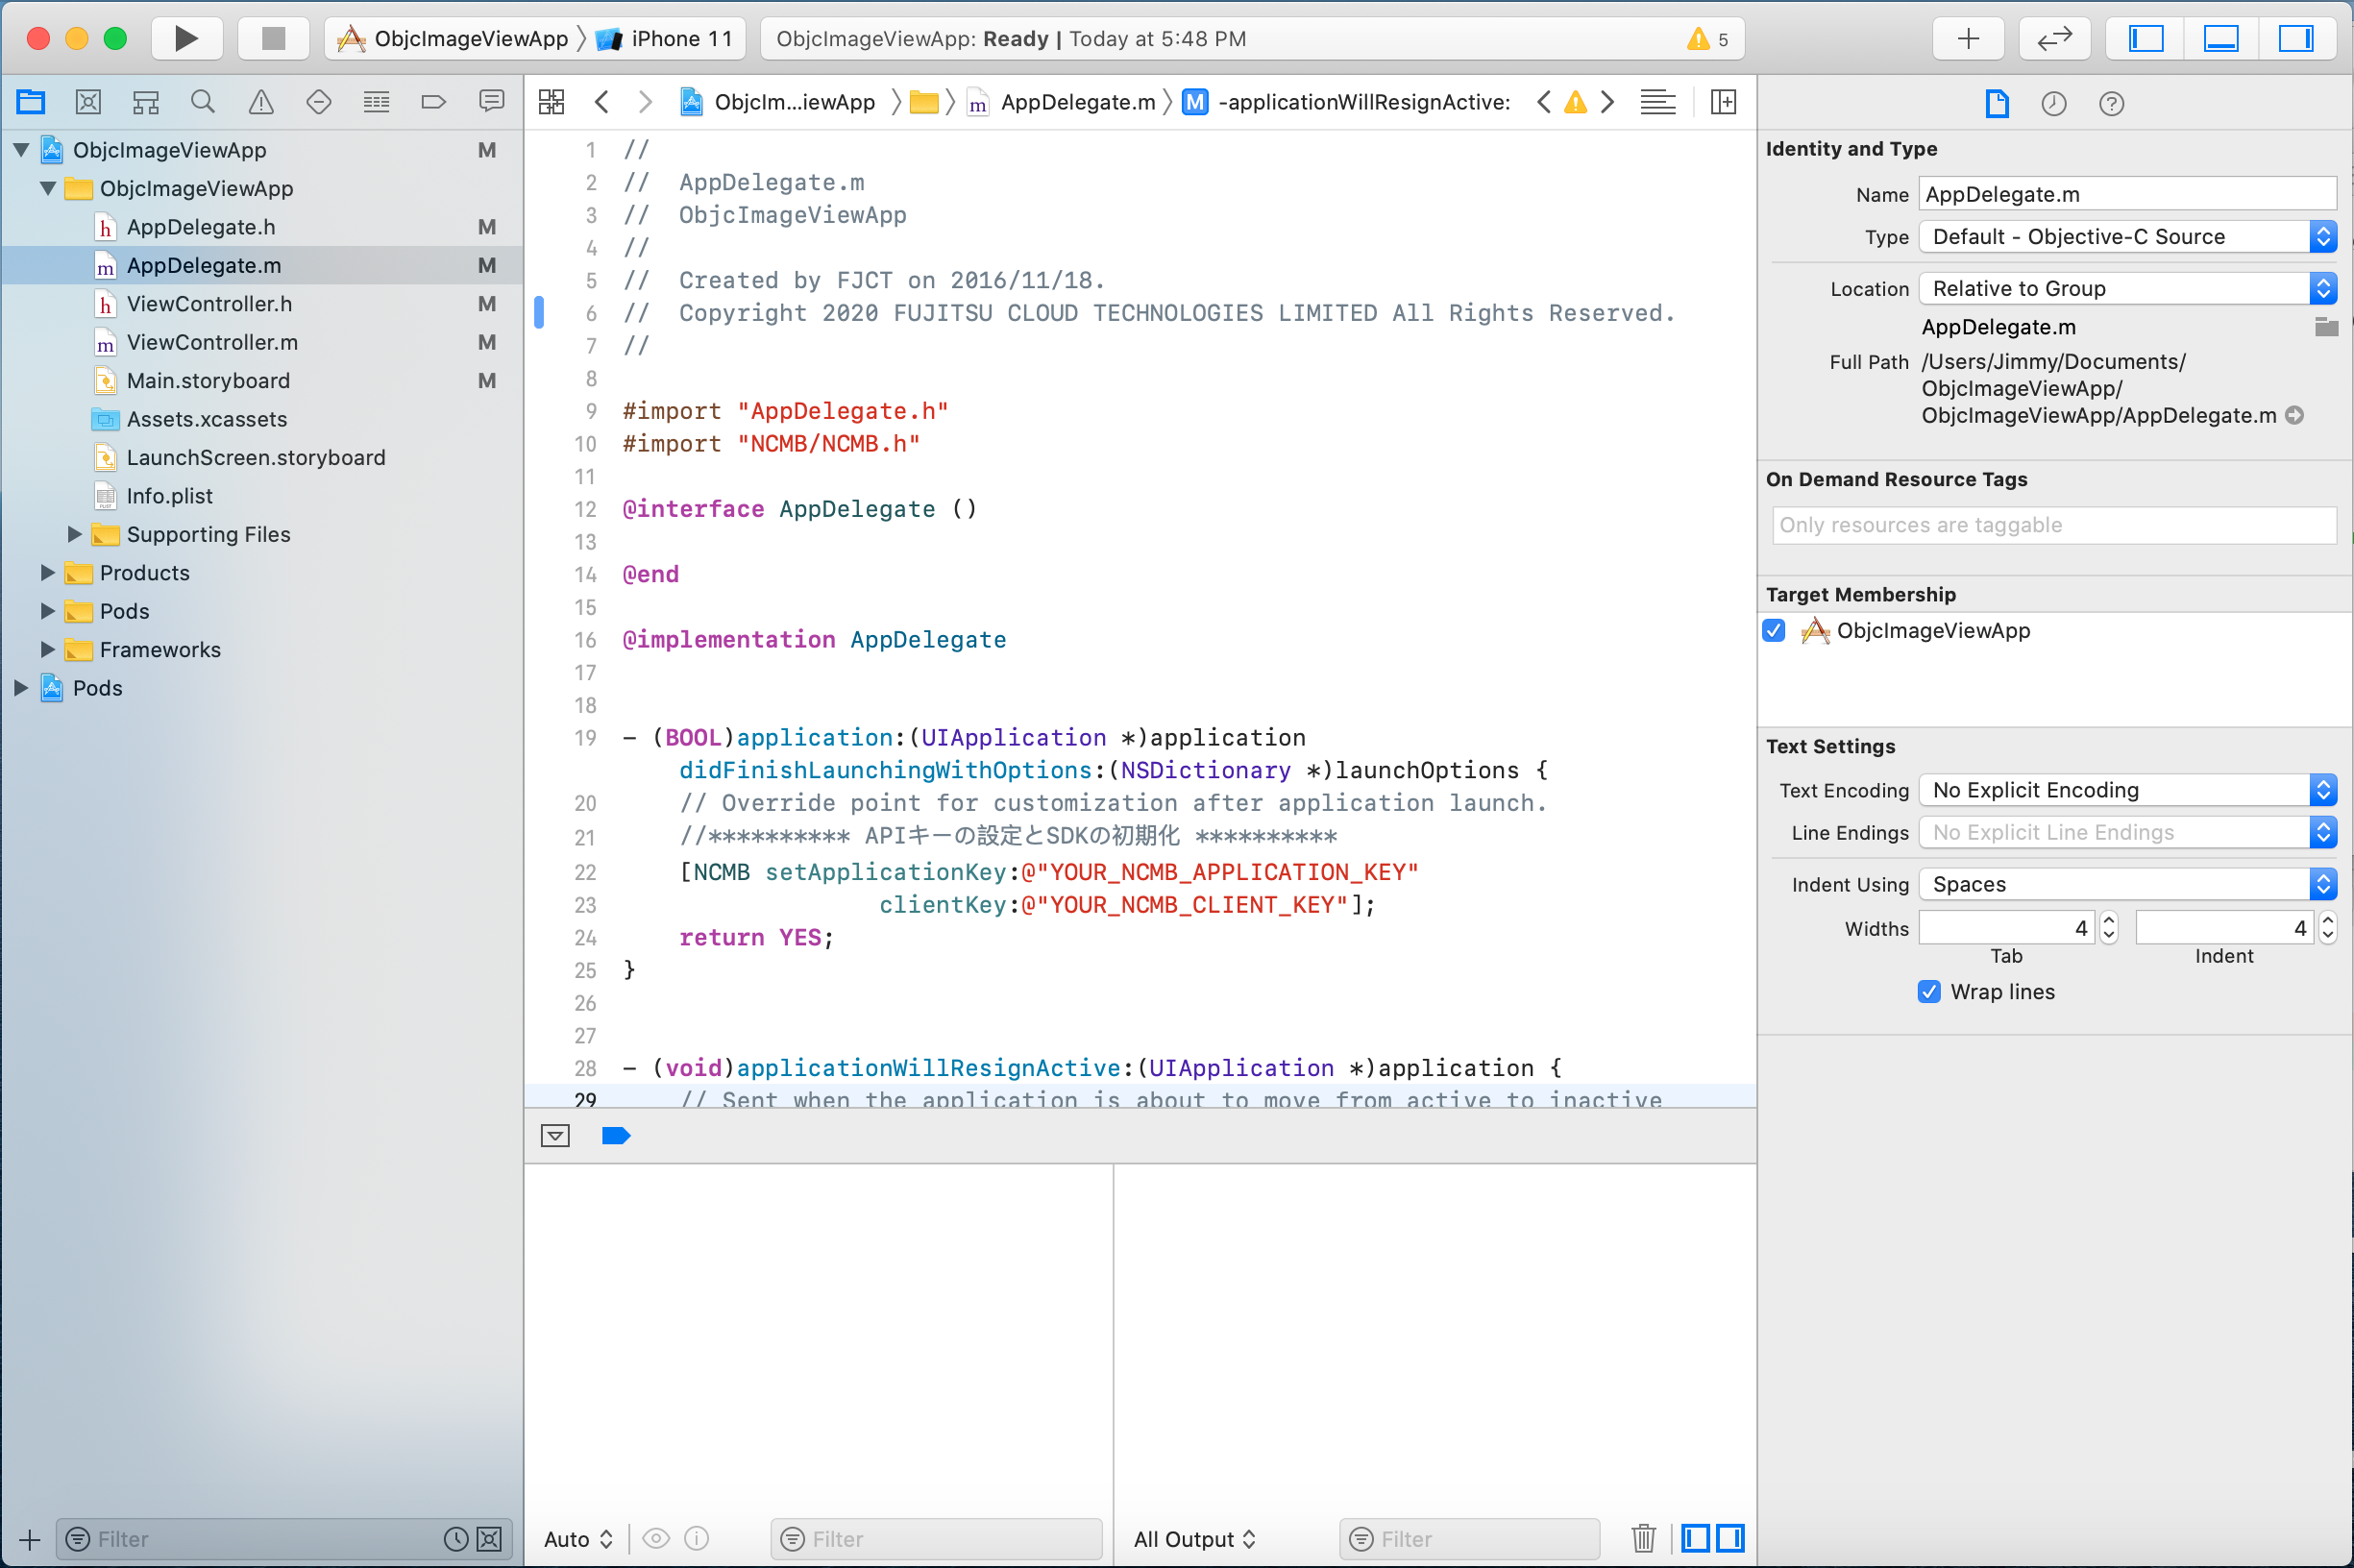 ObjcImageViewApp iPhone 11
ObjcImageViewApp: Ready | Today at 5:48 PM
5
ObjcImageViewApp M
ObjcImageViewApp
h AppDelegate.h M
m AppDelegate.m M
h ViewController.h M
m ViewController.m M
Main.storyboard M
Assets.xcassets
LaunchScreen.storyboard
Info.plist
Supporting Files
Products
Pods
Frameworks
Pods
Filter
ObjcIm...iewApp m AppDelegate.m M -applicationWillResignActive:
1 //
2 //  AppDelegate.m
3 //  ObjcImageViewApp
4 //
5 //  Created by FJCT on 2016/11/18.
6 //  Copyright 2020 FUJITSU CLOUD TECHNOLOGIES LIMITED All Rights Reserved.
7 //
8
9 #import "AppDelegate.h"
10 #import "NCMB/NCMB.h"
11
12 @interface AppDelegate ()
13
14 @end
15
16 @implementation AppDelegate
17
18
19 - (BOOL)application:(UIApplication *)application
didFinishLaunchingWithOptions:(NSDictionary *)launchOptions {
20 // Override point for customization after application launch.
21 //********** APIキーの設定とSDKの初期化 **********
22 [NCMB setApplicationKey:@"YOUR_NCMB_APPLICATION_KEY"
23 clientKey:@"YOUR_NCMB_CLIENT_KEY"];
24 return YES;
25 }
26
27
28 - (void)applicationWillResignActive:(UIApplication *)application {
29 // Sent when the application is about to move from active to inactive
Auto Filter
All Output Filter
Identity and Type
Name AppDelegate.m
Type Default - Objective-C Source
Location Relative to Group
AppDelegate.m
Full Path /Users/Jimmy/Documents/
ObjcImageViewApp/
ObjcImageViewApp/AppDelegate.m
On Demand Resource Tags
Only resources are taggable
Target Membership
ObjcImageViewApp
Text Settings
Text Encoding No Explicit Encoding
Line Endings No Explicit Line Endings
Indent Using Spaces
Widths 4 4
Tab Indent
Wrap lines